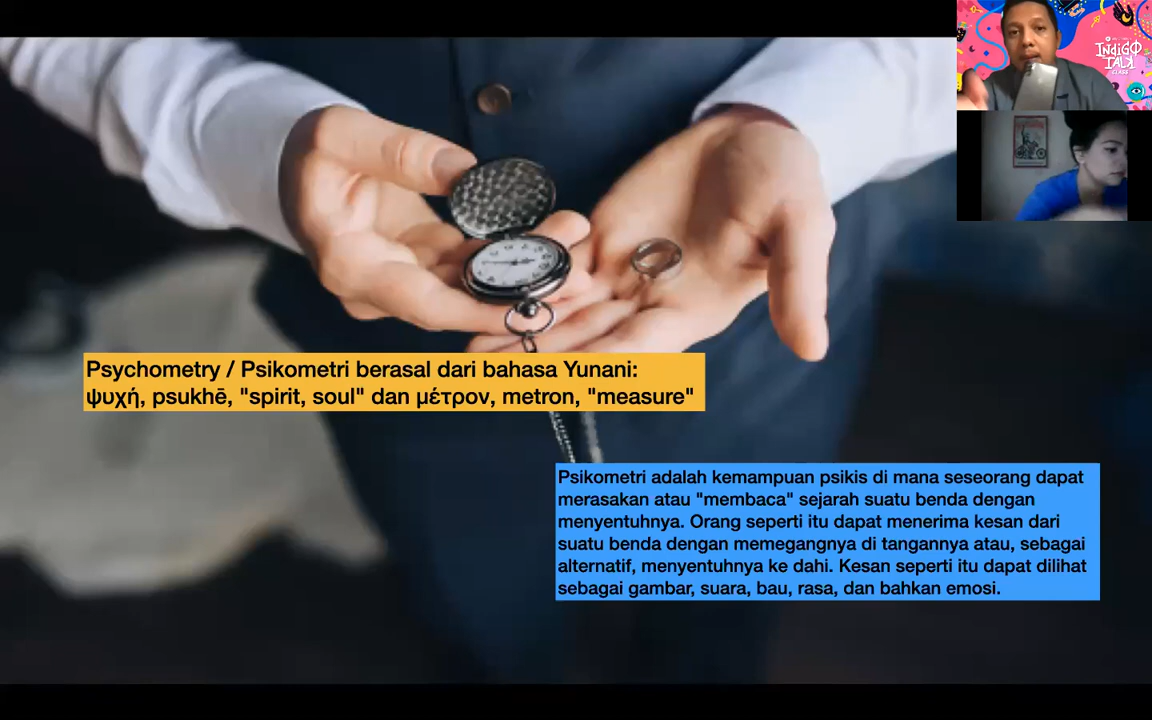 Psychometry / Psikometri berasal dari bahasa Yunani:
ψυχή, psukhē, "spirit, soul" dan μέτρον, metron, "measure"
Psikometri adalah kemampuan psikis di mana seseorang dapat
merasakan atau "membaca" sejarah suatu benda dengan
menyentuhnya. Orang seperti itu dapat menerima kesan dari
suatu benda dengan memegangnya di tangannya atau, sebagai
alternatif, menyentuhnya ke dahi. Kesan seperti itu dapat dilihat
sebagai gambar, suara, bau, rasa, dan bahkan emosi.
INDIGO
TALK
CLASS